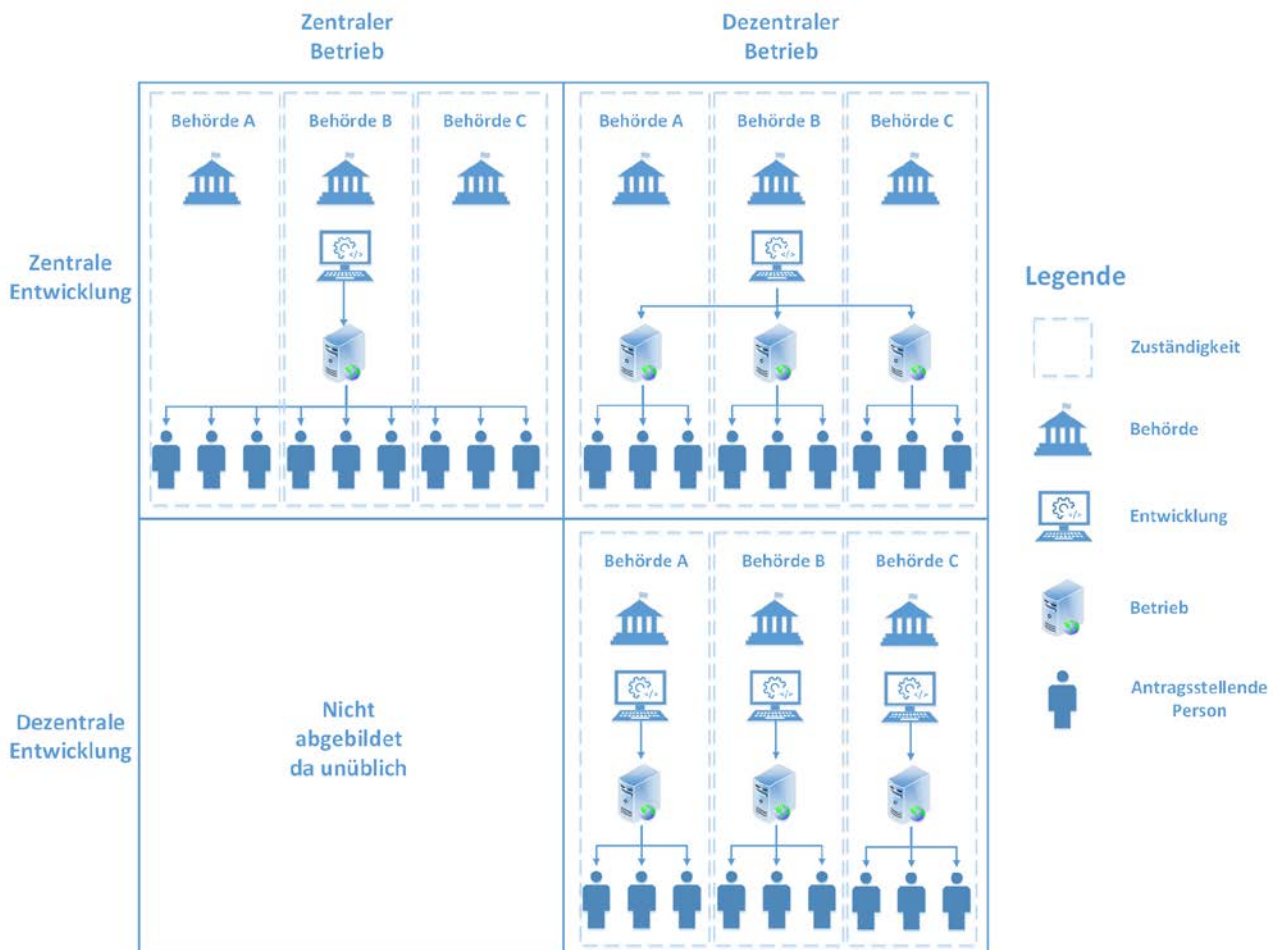 Zentraler
Betrieb
Dezentraler
Betrieb
Zentrale
Entwicklung
Behörde A
Behörde B
Behörde C
Behörde A
Behörde B
Behörde C
Dezentrale
Entwicklung
Nicht
abgebildet
da unüblich
Behörde A
Behörde B
Behörde C
Legende
Zuständigkeit
Behörde
Entwicklung
Betrieb
Antragsstellende
Person